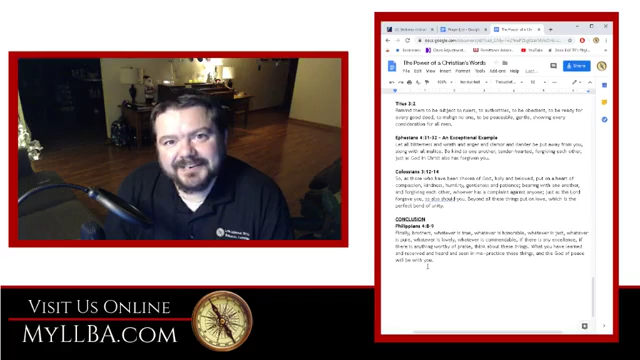 The Power of a Christian's Words
File Edit View Insert Format Tools Add-ons Help
Share
Titus 3:2
Remind them to be subject to rulers, to authorities, to be obedient, to be ready for
every good deed, to malign no one, to be peaceable, gentle, showing every
consideration for all men.
Ephesians 4:31-32 - An Exceptional Example
Let all bitterness and wrath and anger and clamor and slander be put away from you,
along with all malice. Be kind to one another, tender-hearted, forgiving each other,
just as God in Christ also has forgiven you.
Colossians 3:12-14
So, as those who have been chosen of God, holy and beloved, put on a heart of
compassion, kindness, humility, gentleness and patience; bearing with one another,
and forgiving each other, whoever has a complaint against anyone; just as the Lord
forgave you, so also should you. Beyond all these things put on love, which is the
perfect bond of unity.
CONCLUSION
Philippians 4:8-9
Finally, brothers, whatever is true, whatever is honorable, whatever is just, whatever
is pure, whatever is lovely, whatever is commendable, if there is any excellence, if
there is anything worthy of praise, think about these things. What you have learned
and received and heard and seen in me—practice these things, and the God of peace
will be with you.
Visit Us Online
MyLLBA.com